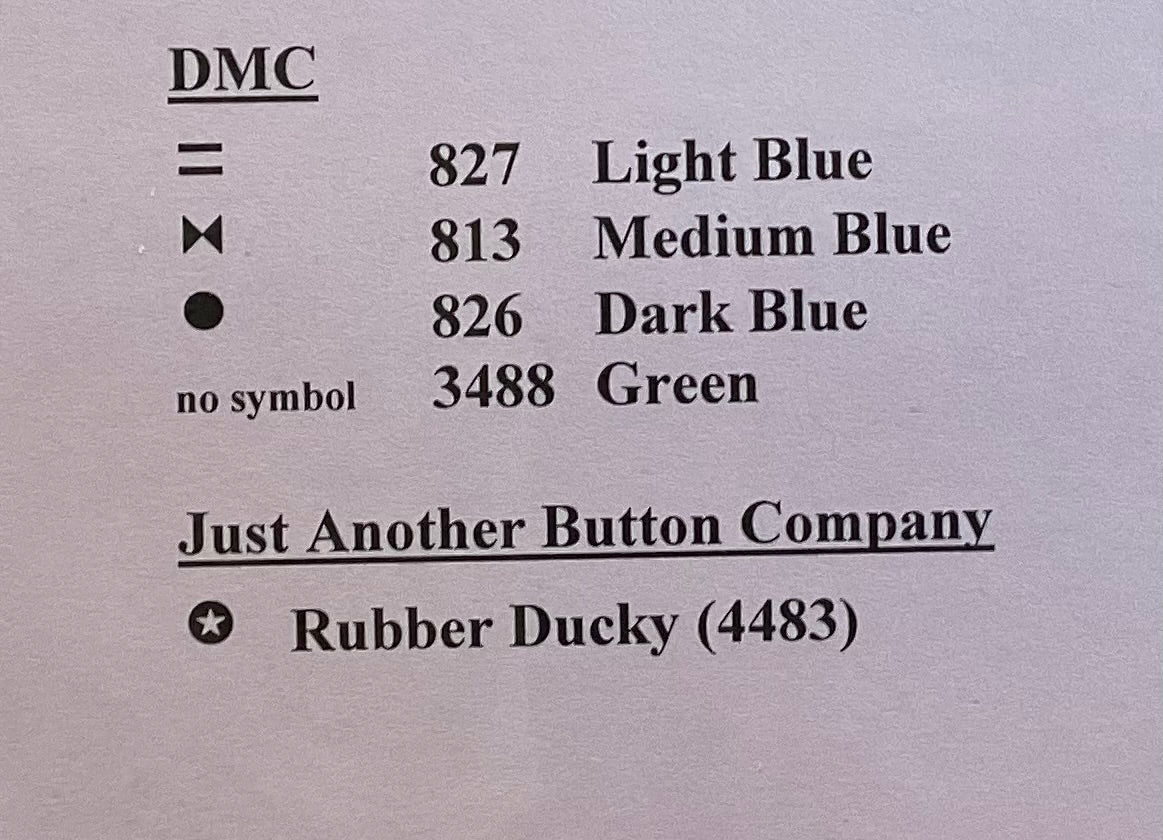 DMC
= 827 Light Blue
⧓ 813 Medium Blue
● 826 Dark Blue
no symbol 3488 Green
Just Another Button Company
✪ Rubber Ducky (4483)